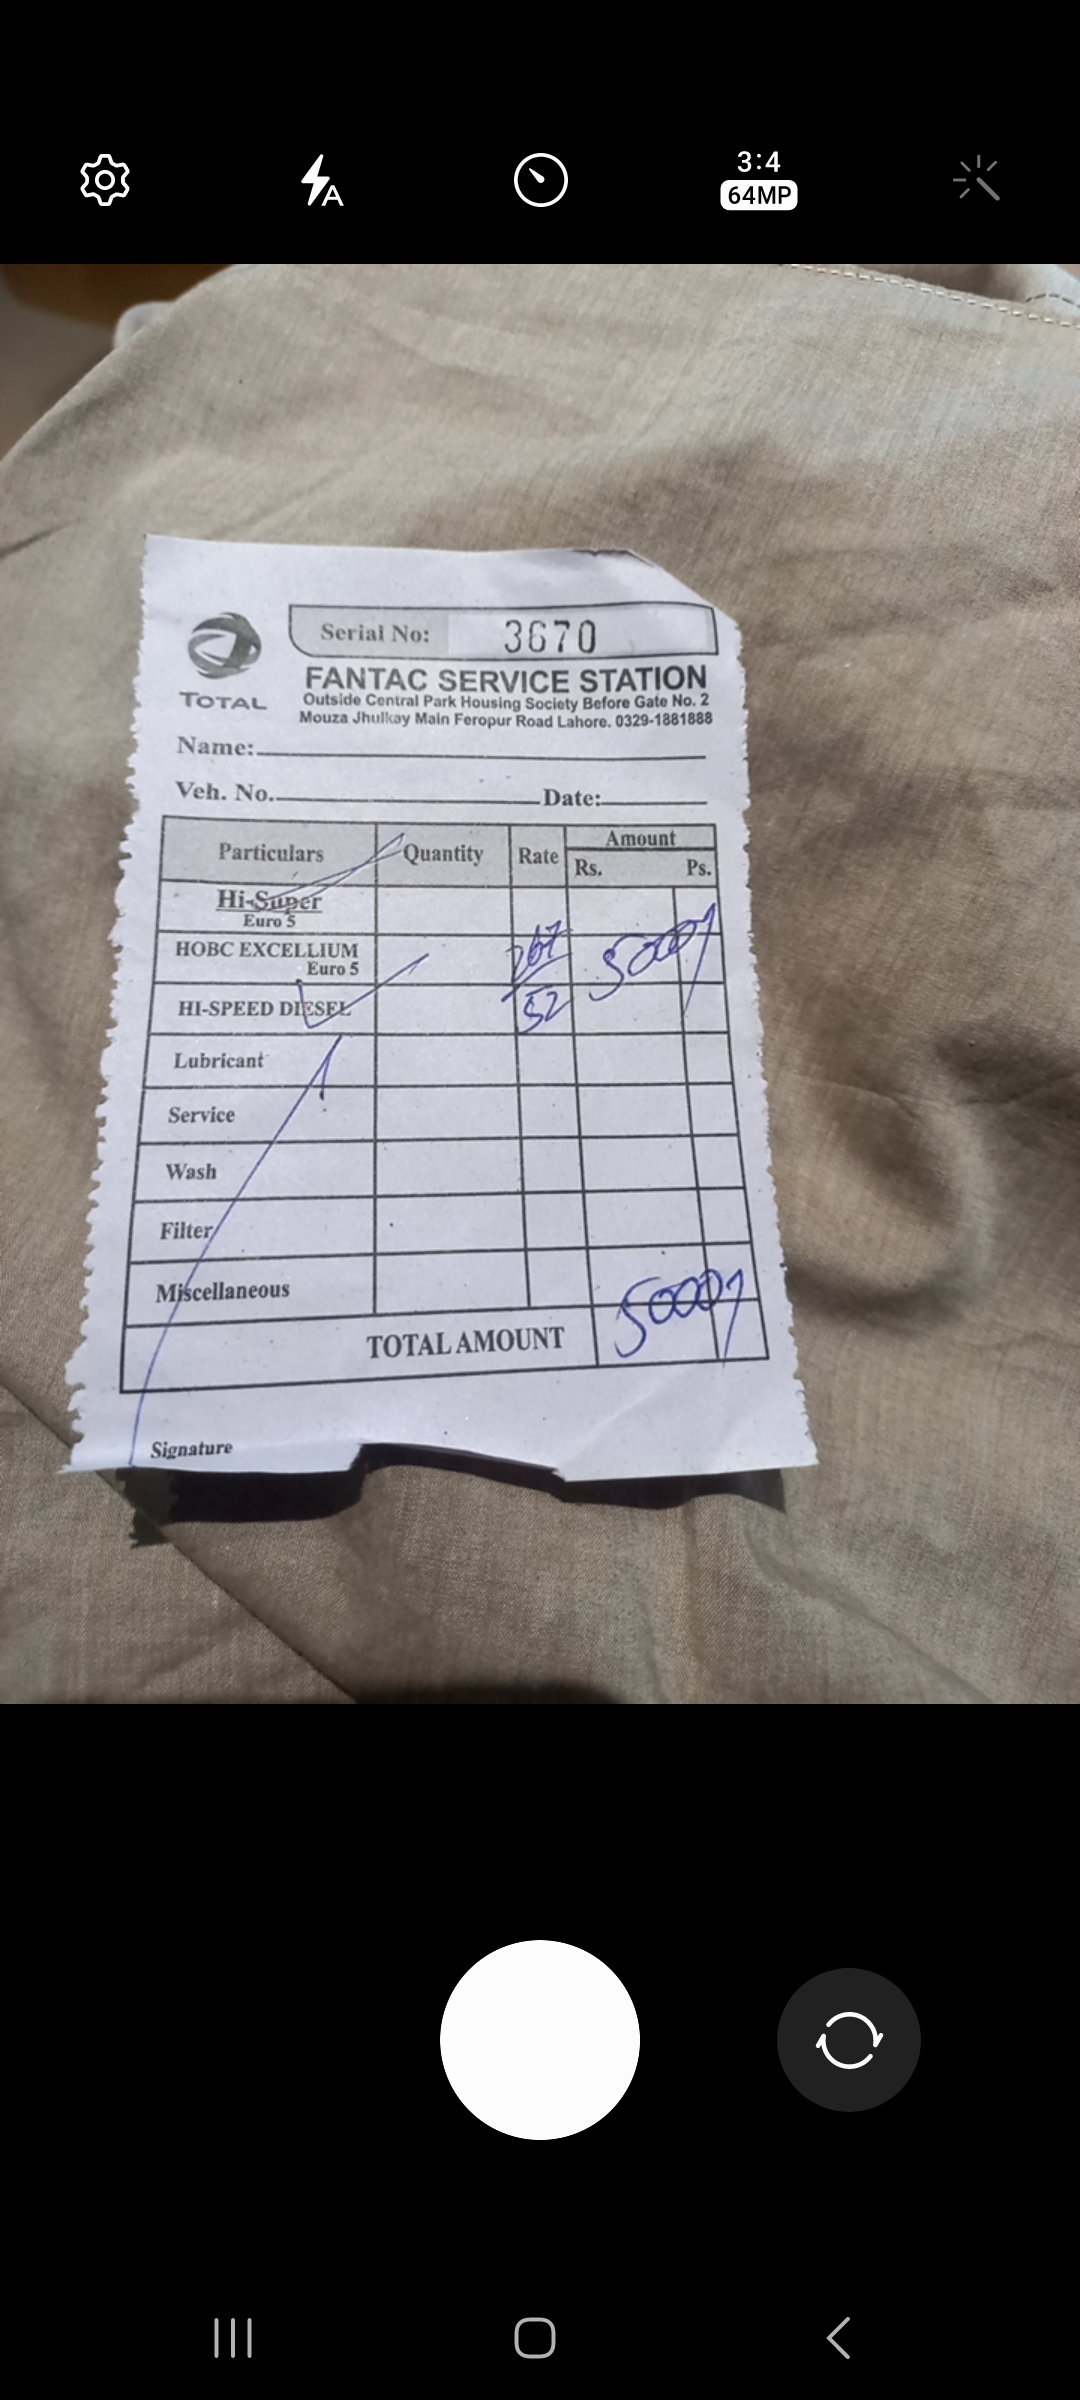 3:4
64MP
Serial No: 3670
TOTAL
FANTAC SERVICE STATION
Outside Central Park Housing Society Before Gate No. 2
Mouza Jhulkay Main Feropur Road Lahore. 0329-1881888
Name:
Veh. No. Date:
Particulars Quantity Rate Amount
Rs. Ps.
Hi-Super
Euro 5
HOBC EXCELLIUM
Euro 5
267
5000/
HI-SPEED DIESEL
52
Lubricant
Service
Wash
Filter
Miscellaneous
TOTAL AMOUNT 5000/
Signature